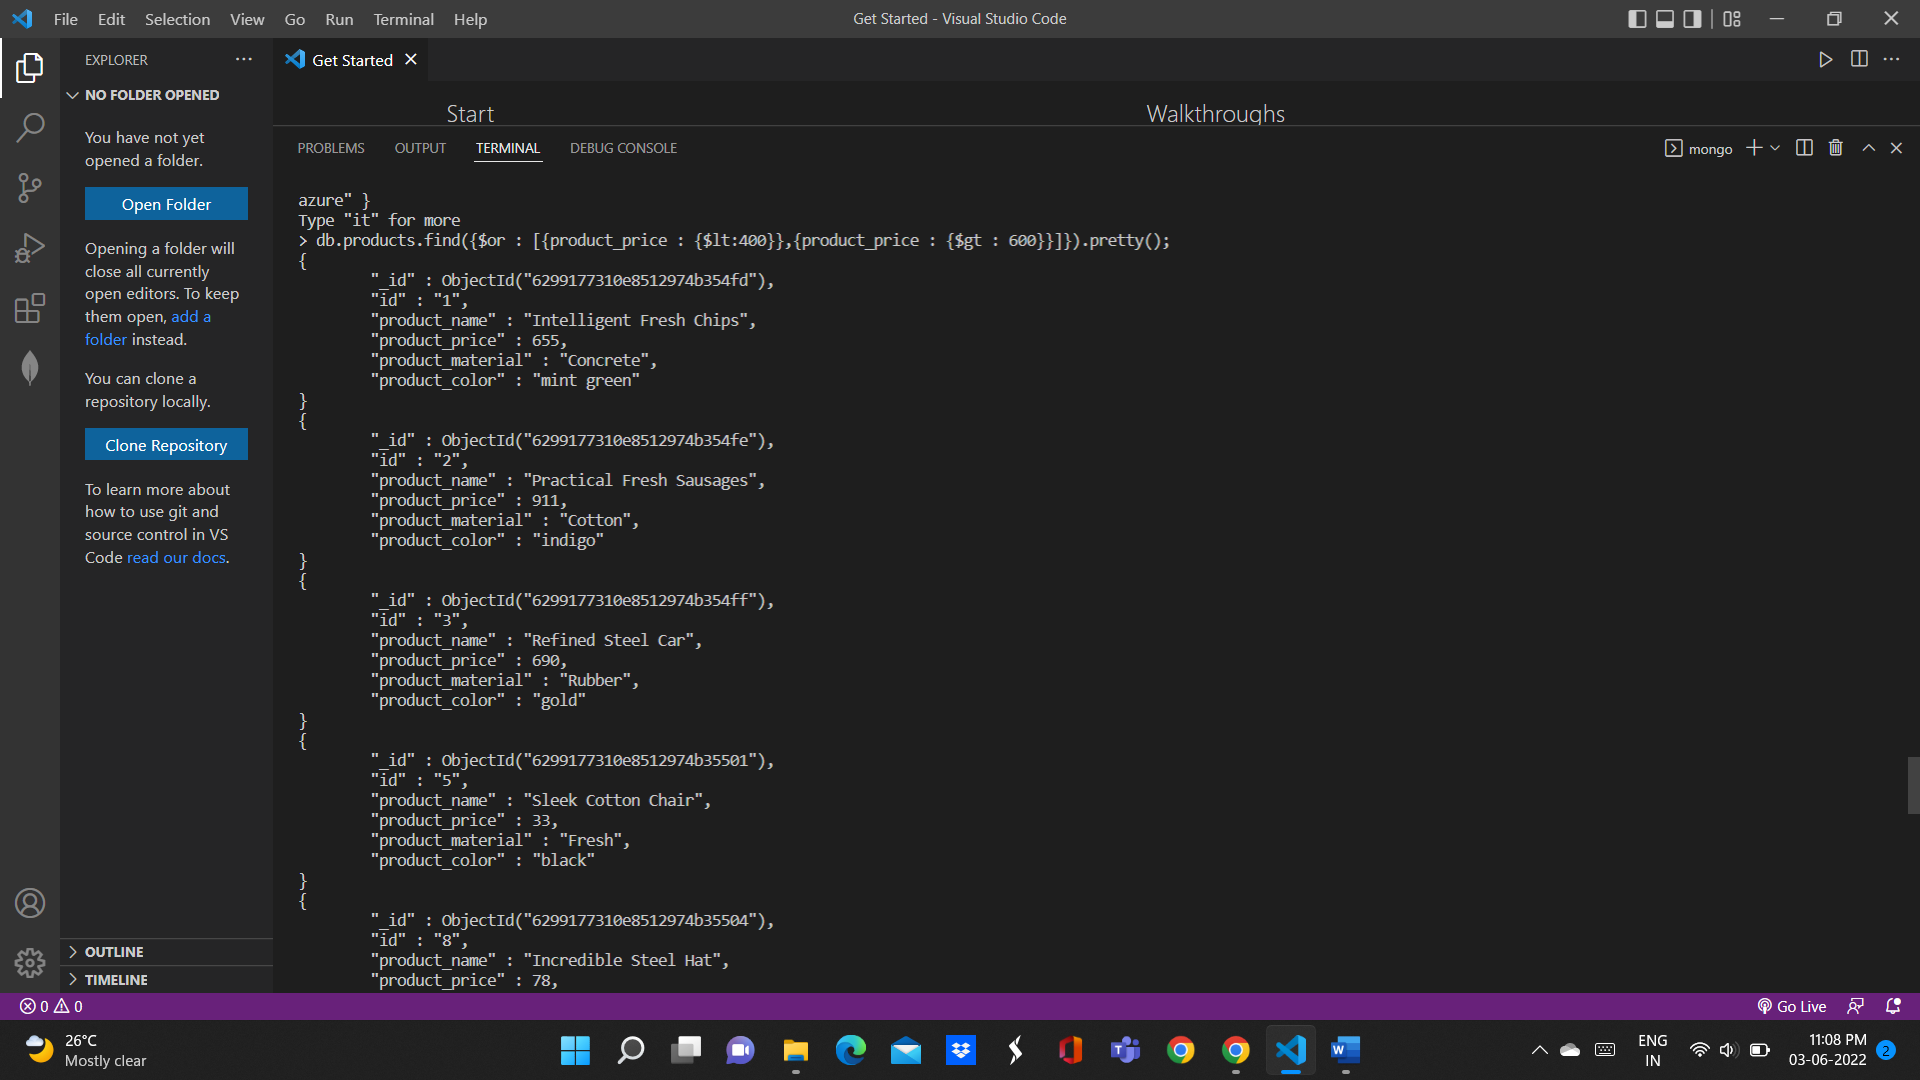 File Edit Selection View Go Run Terminal Help
Get Started - Visual Studio Code
EXPLORER
Get Started
NO FOLDER OPENED
You have not yet
opened a folder.
Open Folder
Opening a folder will
close all currently
open editors. To keep
them open, add a
folder instead.
You can clone a
repository locally.
Clone Repository
To learn more about
how to use git and
source control in VS
Code read our docs.
OUTLINE
TIMELINE
Start
Walkthroughs
PROBLEMS OUTPUT TERMINAL DEBUG CONSOLE
mongo
azure" }
Type "it" for more
> db.products.find({$or : [{product_price : {$lt:400}},{product_price : {$gt : 600}}]}).pretty();
{
"_id" : ObjectId("6299177310e8512974b354fd"),
"id" : "1",
"product_name" : "Intelligent Fresh Chips",
"product_price" : 655,
"product_material" : "Concrete",
"product_color" : "mint green"
}
{
"_id" : ObjectId("6299177310e8512974b354fe"),
"id" : "2",
"product_name" : "Practical Fresh Sausages",
"product_price" : 911,
"product_material" : "Cotton",
"product_color" : "indigo"
}
{
"_id" : ObjectId("6299177310e8512974b354ff"),
"id" : "3",
"product_name" : "Refined Steel Car",
"product_price" : 690,
"product_material" : "Rubber",
"product_color" : "gold"
}
{
"_id" : ObjectId("6299177310e8512974b35501"),
"id" : "5",
"product_name" : "Sleek Cotton Chair",
"product_price" : 33,
"product_material" : "Fresh",
"product_color" : "black"
}
{
"_id" : ObjectId("6299177310e8512974b35504"),
"id" : "8",
"product_name" : "Incredible Steel Hat",
"product_price" : 78,
0 0
Go Live
26°C
Mostly clear
ENG
IN
11:08 PM
03-06-2022
2